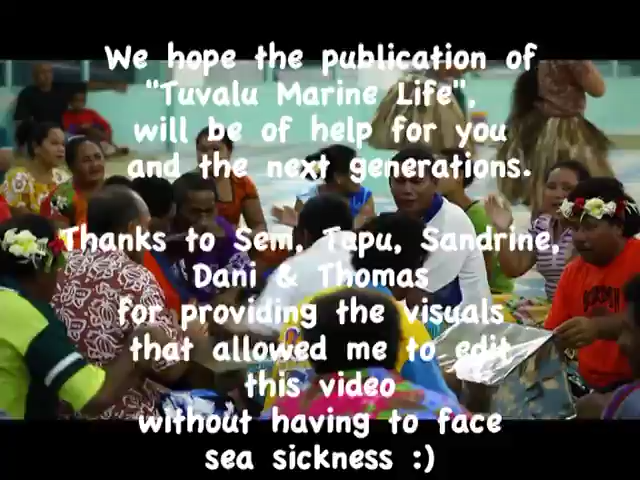 We hope the publication of
"Tuvalu Marine Life",
will be of help for you
and the next generations.
Thanks to Sem, Tapu, Sandrine,
Dani & Thomas
for providing the visuals
that allowed me to edit
this video
without having to face
sea sickness :)